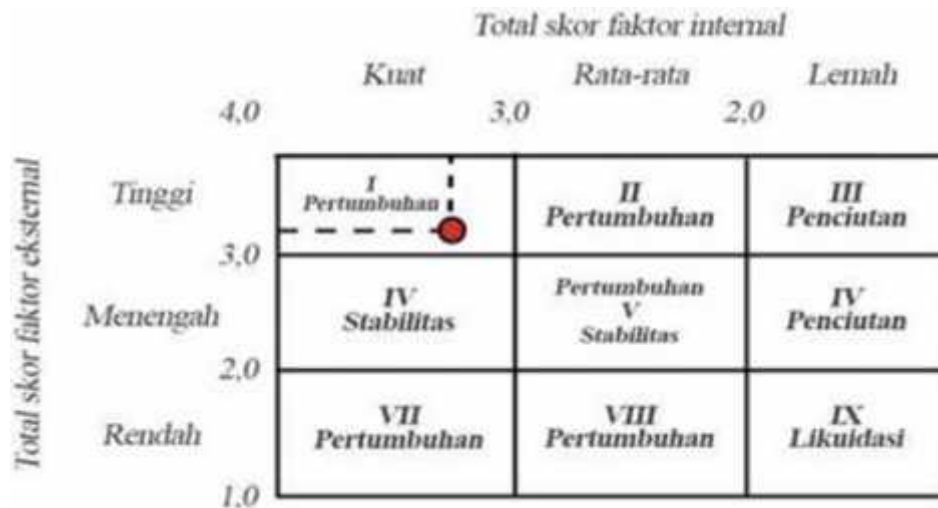 Total skor faktor internal
Kuat Rata-rata Lemah
4,0 3,0 2,0
Total skor faktor eksternal
Tinggi
I
Pertumbuhan
II
Pertumbuhan
III
Penciutan
3,0
Menengah
IV
Stabilitas
Pertumbuhan
V
Stabilitas
IV
Penciutan
2,0
Rendah
VII
Pertumbuhan
VIII
Pertumbuhan
IX
Likuidasi
1,0